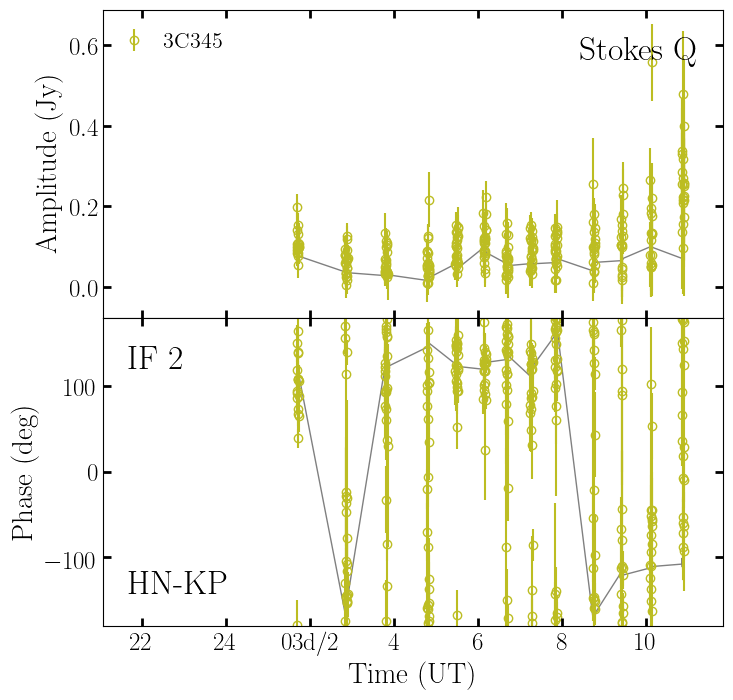 3C345
Stokes Q
0.6
0.4
0.2
0.0
Amplitude (Jy)
IF 2
100
0
−100
Phase (deg)
HN-KP
22 24 03d/2 4 6 8 10
Time (UT)